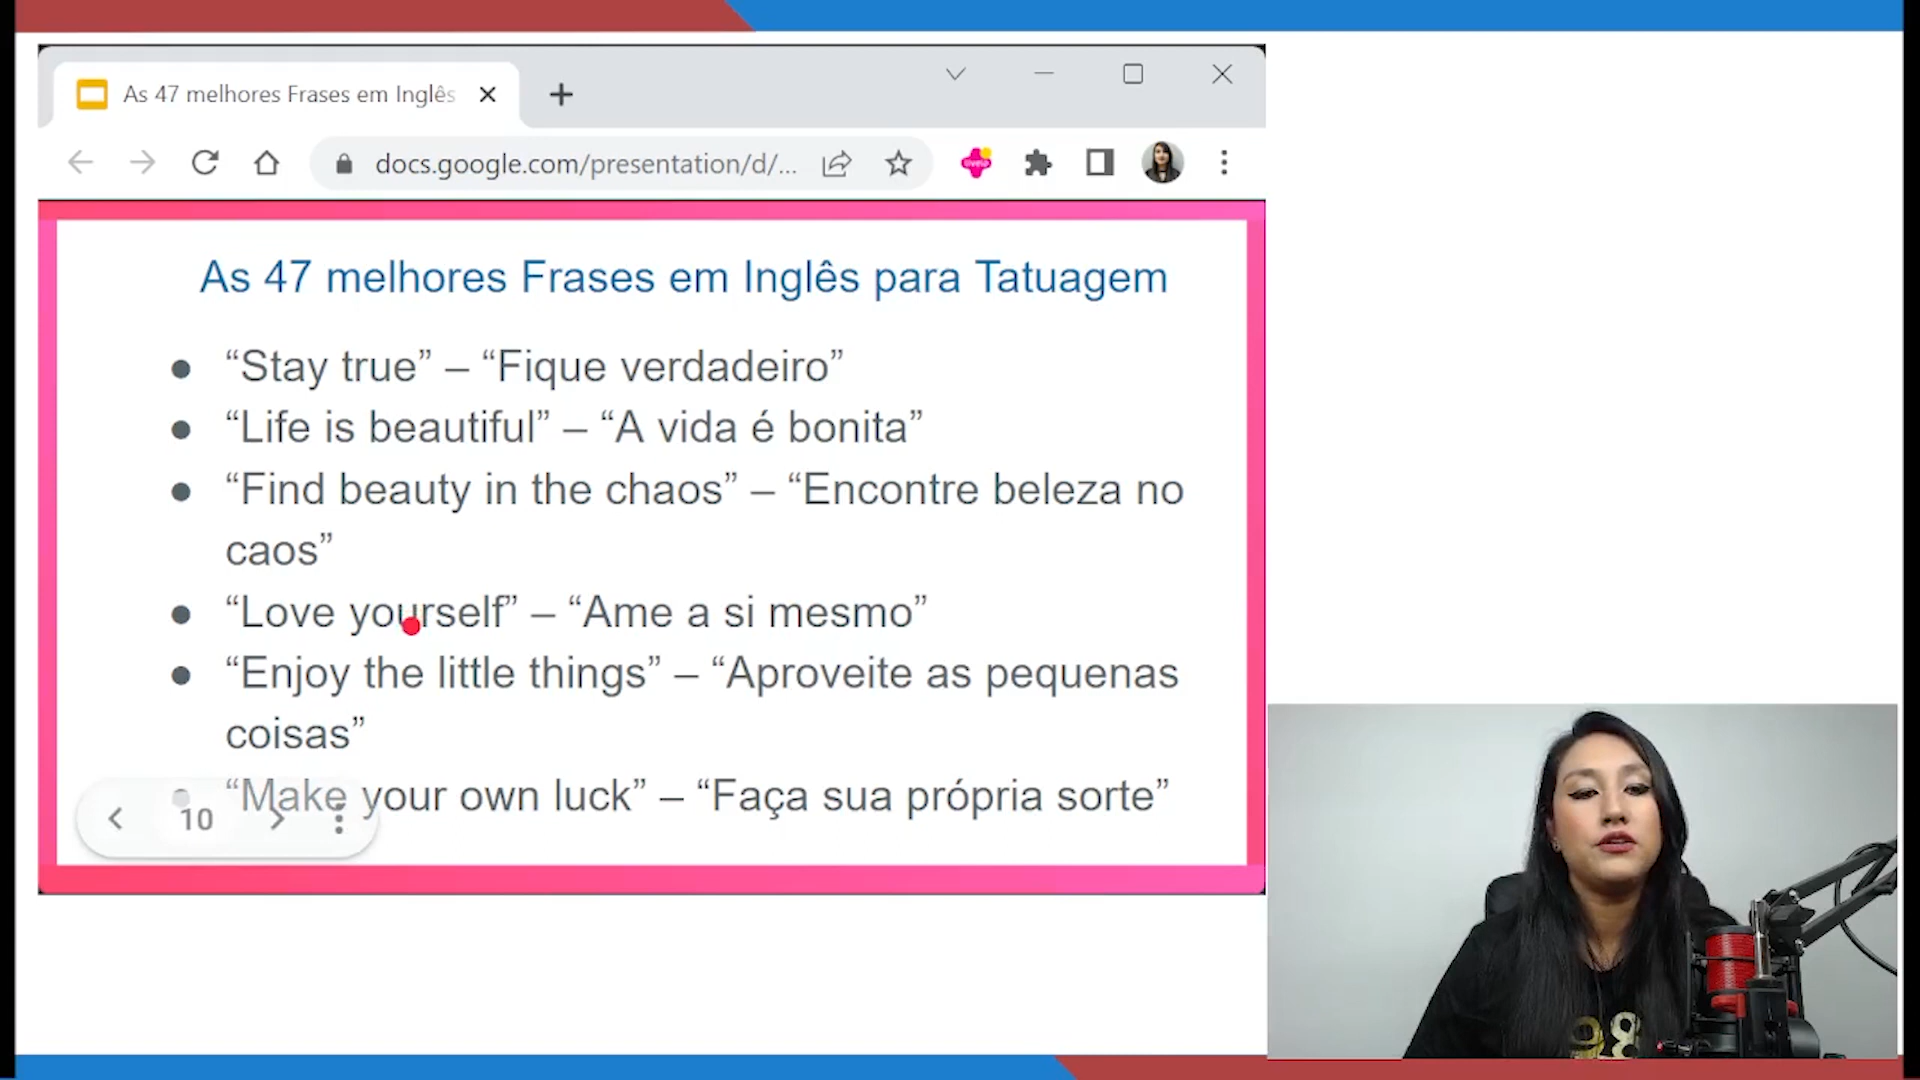 As 47 melhores Frases em Inglês
docs.google.com/presentation/d/...
As 47 melhores Frases em Inglês para Tatuagem
● “Stay true” – “Fique verdadeiro”
● “Life is beautiful” – “A vida é bonita”
● “Find beauty in the chaos” – “Encontre beleza no
caos”
● “Love yourself” – “Ame a si mesmo”
● “Enjoy the little things” – “Aproveite as pequenas
coisas”
● “Make your own luck” – “Faça sua própria sorte”
10
98